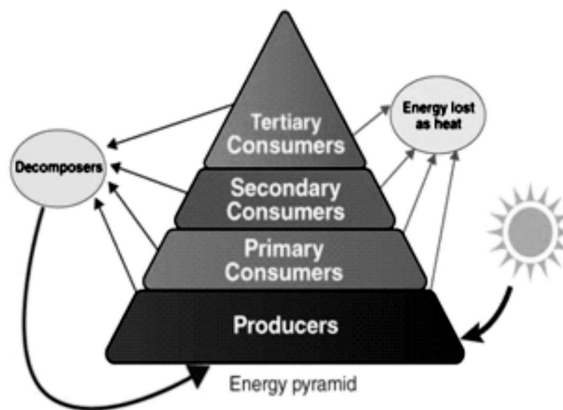 Tertiary
Consumers
Energy lost
as heat
Decomposers
Secondary
Consumers
Primary
Consumers
Producers
Energy pyramid